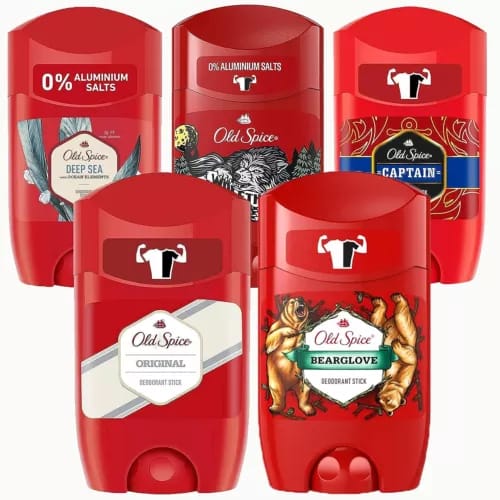 0% ALUMINIUM
SALTS
Old Spice
DEEP SEA
WITH OCEAN ELEMENTS
0% ALUMINIUM SALTS
Old Spice
Old Spice
CAPTAIN
Old Spice
ORIGINAL
DEODORANT STICK
Old Spice
BEARGLOVE
DEODORANT STICK